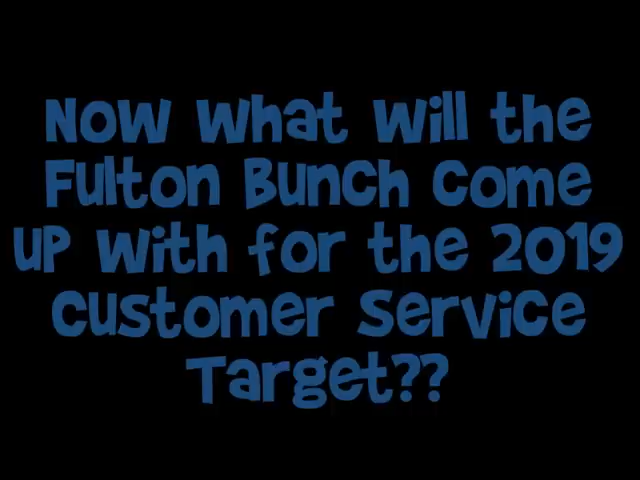 Now what will the
Fulton Bunch come
up with for the 2019
Customer Service
Target??